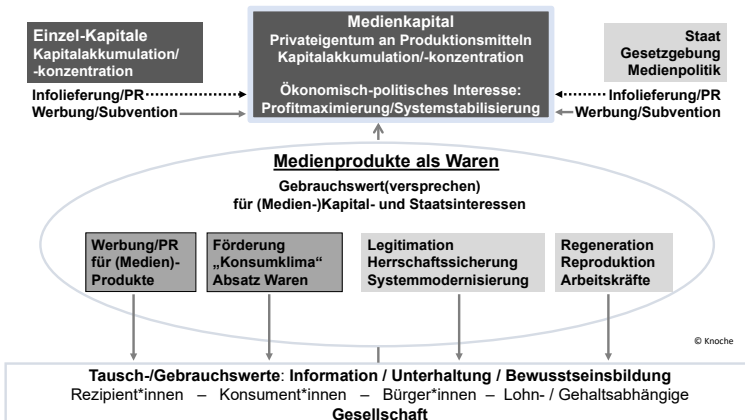 Einzel-Kapitale
Kapitalakkumulation/
-konzentration
Infolieferung/PR
Werbung/Subvention
Medienkapital
Privateigentum an Produktionsmitteln
Kapitalakkumulation/-konzentration
Ökonomisch-politisches Interesse:
Profitmaximierung/Systemstabilisierung
Staat
Gesetzgebung
Medienpolitik
Infolieferung/PR
Werbung/Subvention
Medienprodukte als Waren
Gebrauchswert(versprechen)
für (Medien-)Kapital- und Staatsinteressen
Werbung/PR
für (Medien)-
Produkte
Förderung
„Konsumklima"
Absatz Waren
Legitimation
Herrschaftssicherung
Systemmodernisierung
Regeneration
Reproduktion
Arbeitskräfte
© Knoche
Tausch-/Gebrauchswerte: Information / Unterhaltung / Bewusstseinsbildung
Rezipient*innen – Konsument*innen – Bürger*innen – Lohn- / Gehaltsabhängige
Gesellschaft